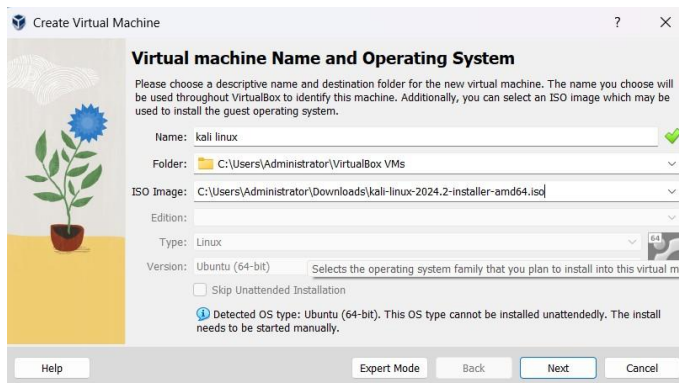 Create Virtual Machine
? ×
Virtual machine Name and Operating System
Please choose a descriptive name and destination folder for the new virtual machine. The name you choose will
be used throughout VirtualBox to identify this machine. Additionally, you can select an ISO image which may be
used to install the guest operating system.
Name: kali linux
Folder: C:\Users\Administrator\VirtualBox VMs
ISO Image: C:\Users\Administrator\Downloads\kali-linux-2024.2-installer-amd64.iso
Edition:
Type: Linux
64
Version: Ubuntu (64-bit) Selects the operating system family that you plan to install into this virtual m
Skip Unattended Installation
Detected OS type: Ubuntu (64-bit). This OS type cannot be installed unattendedly. The install
needs to be started manually.
Help Expert Mode Back Next Cancel